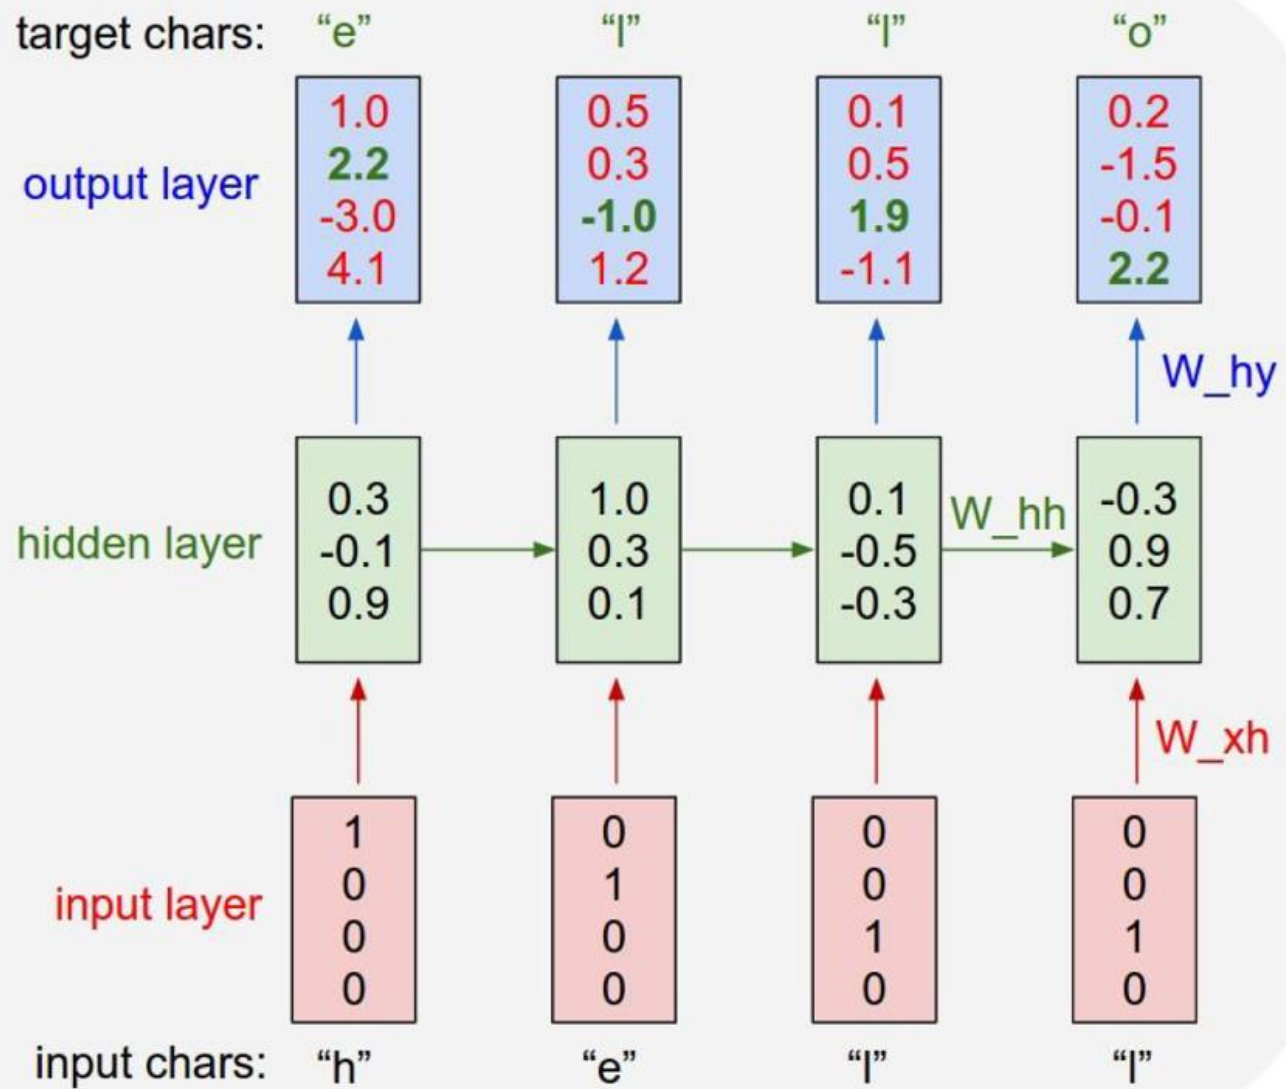 target chars: “e” “l” “l” “o”
1.0 0.5 0.1 0.2
2.2 0.3 0.5 -1.5
output layer
-3.0 -1.0 1.9 -0.1
4.1 1.2 -1.1 2.2
W_hy
0.3 1.0 0.1 -0.3
W_hh
hidden layer -0.1 0.3 -0.5 0.9
0.9 0.1 -0.3 0.7
W_xh
1 0 0 0
0 1 0 0
input layer
0 0 1 1
0 0 0 0
input chars: “h” “e” “l” “l”